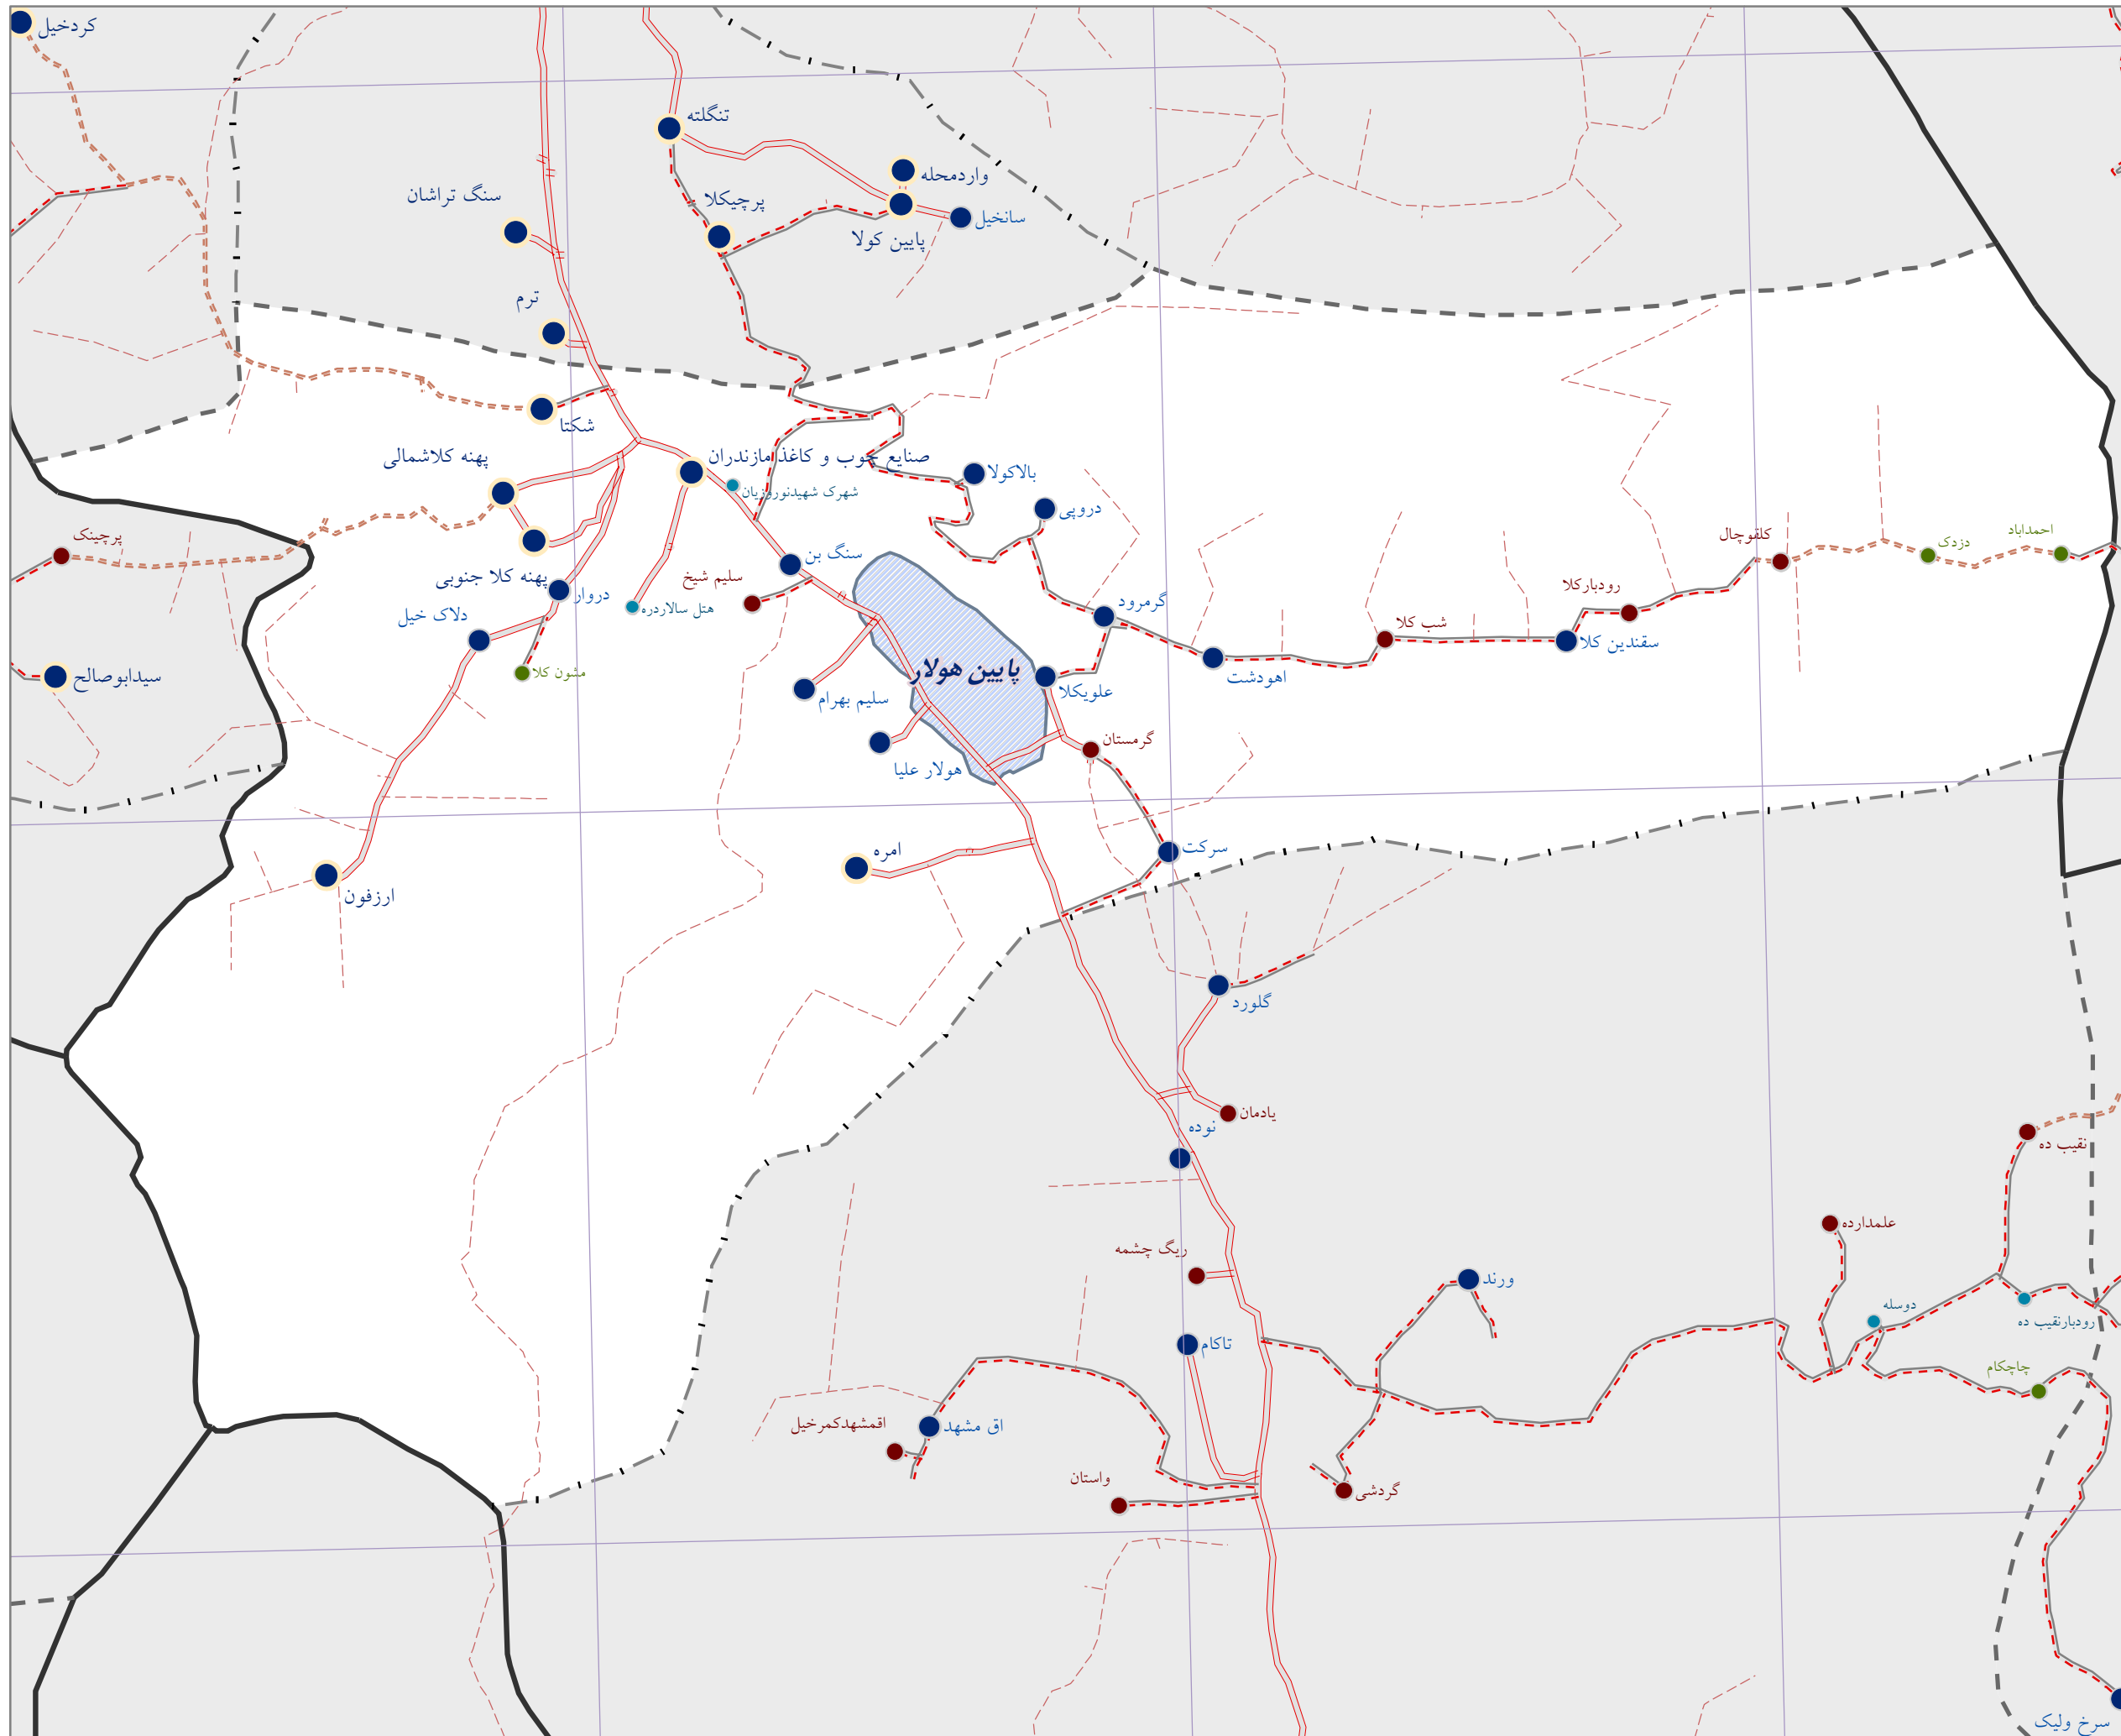 کردخیل
تنگلته
واردمحله
سنگ تراشان
پرچیکلا
سانخیل
پایین کولا
ترم
شکتا
پهنه کلاشمالی
صنایع چوب و کاغذ مازندران
بالاکولا
شهرک شهیدنوروزیان
دروپی
پرچینک
سنگ بن
کلقوچال
دزدک
احمداباد
پهنه کلا جنوبی
سلیم شیخ
رودبارکلا
دروار
هتل سالاردره
گرمرود
دلاک خیل
شب کلا
سقندین کلا
سیدابوصالح
مشون کلا
پایین هولار
اهودشت
سلیم بهرام
علویکلا
گرمستان
هولار علیا
امره
سرکت
ارزفون
گلورد
یادمان
نوده
نقیب ده
علمدارده
ریگ چشمه
ورند
دوسله
رودبارنقیب ده
تاکام
چاچکام
اقمشهدکمرخیل
اق مشهد
واستان
گردشی
سرخ ولیک